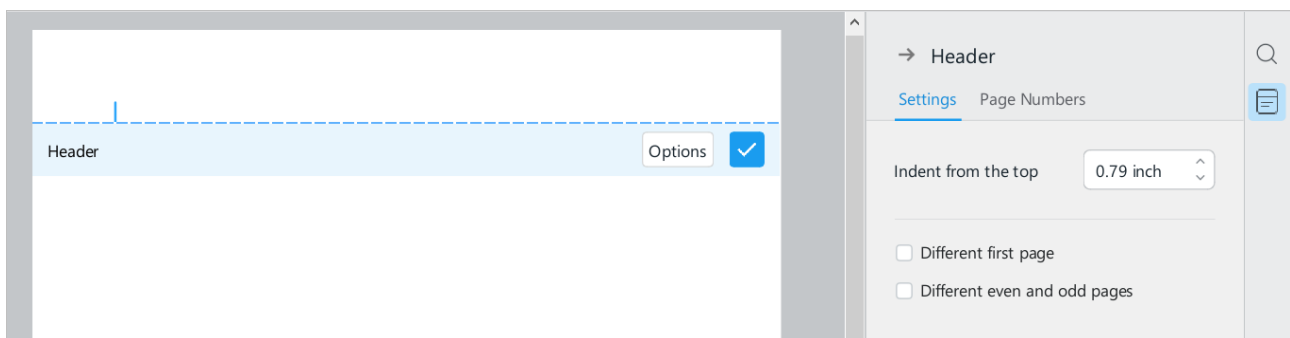 Header
Options
Header
Settings
Page Numbers
Indent from the top
0.79 inch
Different first page
Different even and odd pages